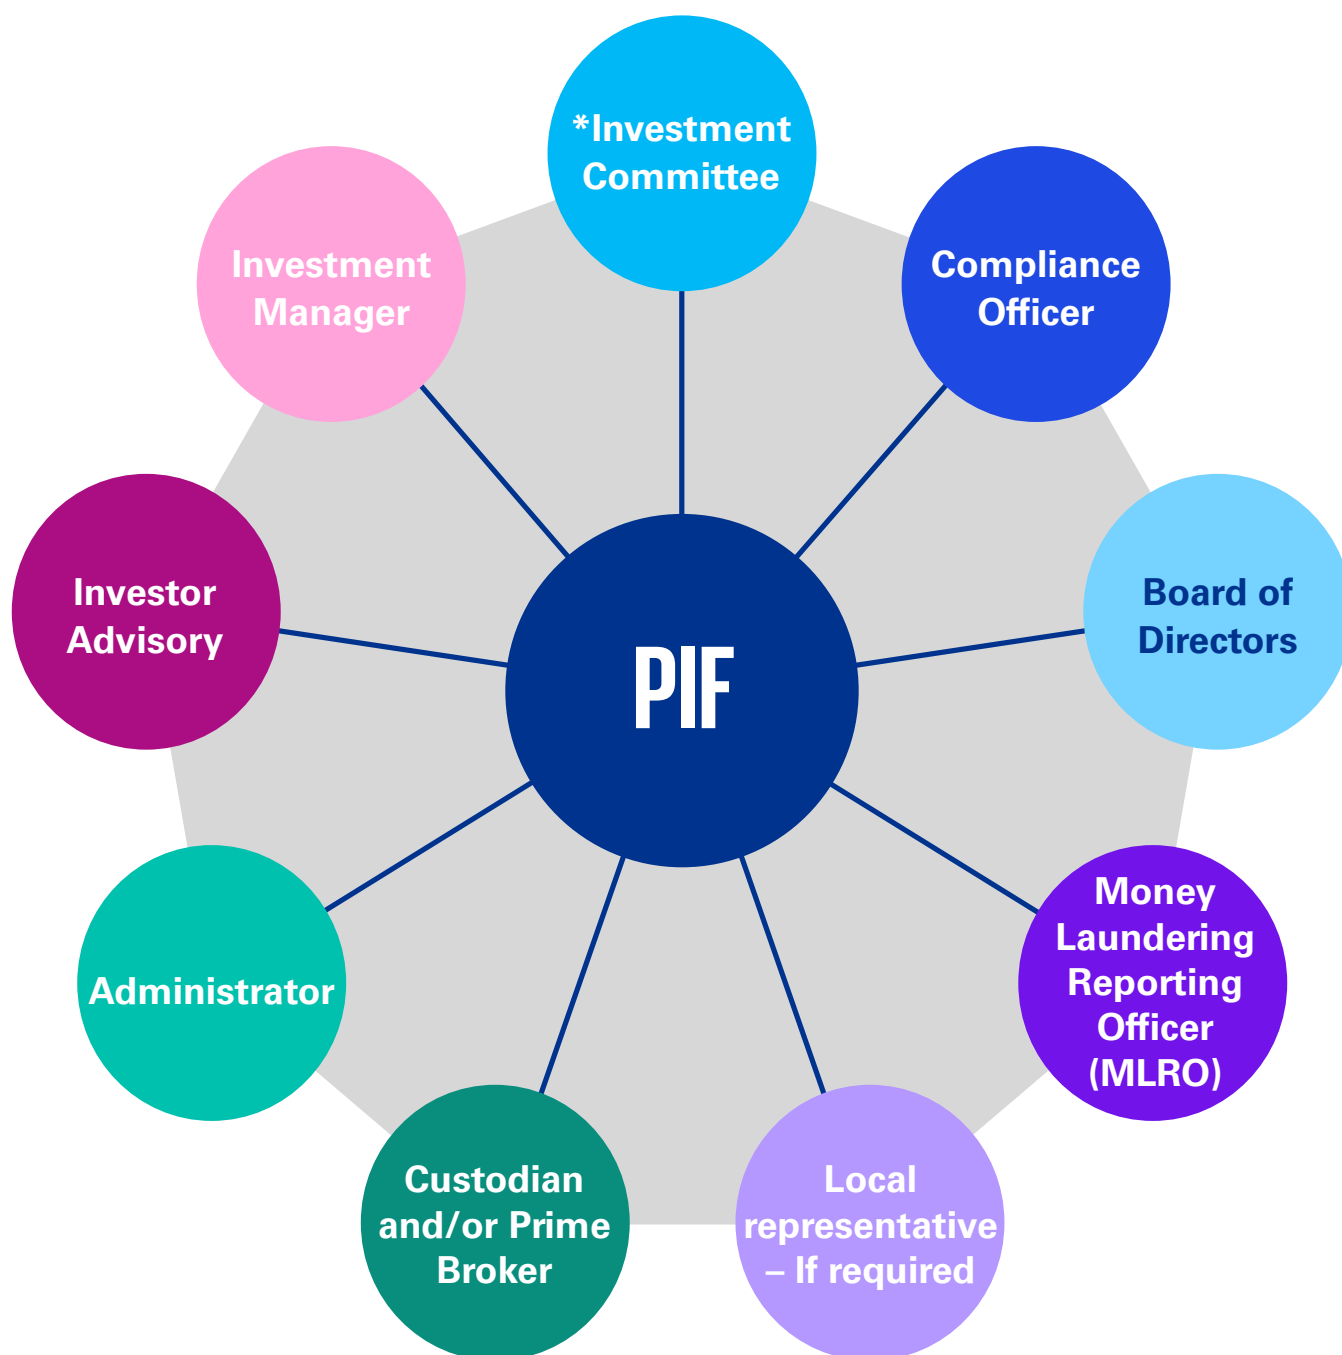 *Investment
Committee
Compliance
Officer
Board of
Directors
Money
Laundering
Reporting
Officer
(MLRO)
Local
representative
– If required
Custodian
and/or Prime
Broker
Administrator
Investor
Advisory
Investment
Manager
PIF